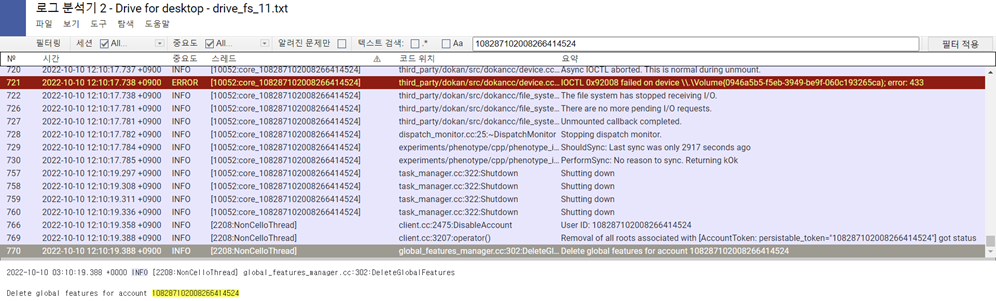 로그 분석기 2 - Drive for desktop - drive_fs_11.txt
파일 보기 도구 탐색 도움말
필터링 세션 All... 중요도 All... 알려진 문제만 텍스트 검색: .* Aa 108287102008266414524 필터 적용
№ 시간 중요도 스레드 ⚠ 코드 위치 요약
720 2022-10-10 12:10:17.737 +0900 INFO [10052:core_108287102008266414524] third_party/dokan/src/dokancc/device.cc... Async IOCTL aborted. This is normal during unmount.
721 2022-10-10 12:10:17.738 +0900 ERROR [10052:core_108287102008266414524] third_party/dokan/src/dokancc/device.cc... IOCTL 0x92008 failed on device \\.\Volume{0946a5b5-f5eb-3949-be9f-060c193265ca}; error: 433
722 2022-10-10 12:10:17.738 +0900 INFO [10052:core_108287102008266414524] third_party/dokan/src/dokancc/file_syste... The file system has stopped receiving I/O.
726 2022-10-10 12:10:17.781 +0900 INFO [10052:core_108287102008266414524] third_party/dokan/src/dokancc/file_syste... There are no more pending I/O requests.
727 2022-10-10 12:10:17.781 +0900 INFO [10052:core_108287102008266414524] third_party/dokan/src/dokancc/file_syste... Unmounted callback completed.
728 2022-10-10 12:10:17.782 +0900 INFO [10052:core_108287102008266414524] dispatch_monitor.cc:25:~DispatchMonitor Stopping dispatch monitor.
729 2022-10-10 12:10:17.784 +0900 INFO [10052:core_108287102008266414524] experiments/phenotype/cpp/phenotype_i... ShouldSync: Last sync was only 2917 seconds ago
730 2022-10-10 12:10:17.785 +0900 INFO [10052:core_108287102008266414524] experiments/phenotype/cpp/phenotype_i... PerformSync: No reason to sync. Returning kOk
757 2022-10-10 12:10:19.297 +0900 INFO [10052:core_108287102008266414524] task_manager.cc:322:Shutdown Shutting down
758 2022-10-10 12:10:19.308 +0900 INFO [10052:core_108287102008266414524] task_manager.cc:322:Shutdown Shutting down
759 2022-10-10 12:10:19.311 +0900 INFO [10052:core_108287102008266414524] task_manager.cc:322:Shutdown Shutting down
760 2022-10-10 12:10:19.336 +0900 INFO [10052:core_108287102008266414524] task_manager.cc:322:Shutdown Shutting down
766 2022-10-10 12:10:19.358 +0900 INFO [2208:NonCelloThread] client.cc:2475:DisableAccount User ID: 108287102008266414524
769 2022-10-10 12:10:19.388 +0900 INFO [2208:NonCelloThread] client.cc:3207:operator() Removal of all roots associated with [AccountToken: persistable_token="108287102008266414524"] got status
770 2022-10-10 12:10:19.388 +0900 INFO [2208:NonCelloThread] global_features_manager.cc:302:DeleteGl... Delete global features for account 108287102008266414524
2022-10-10 03:10:19.388 +0000 INFO [2208:NonCelloThread] global_features_manager.cc:302:DeleteGlobalFeatures
Delete global features for account 108287102008266414524